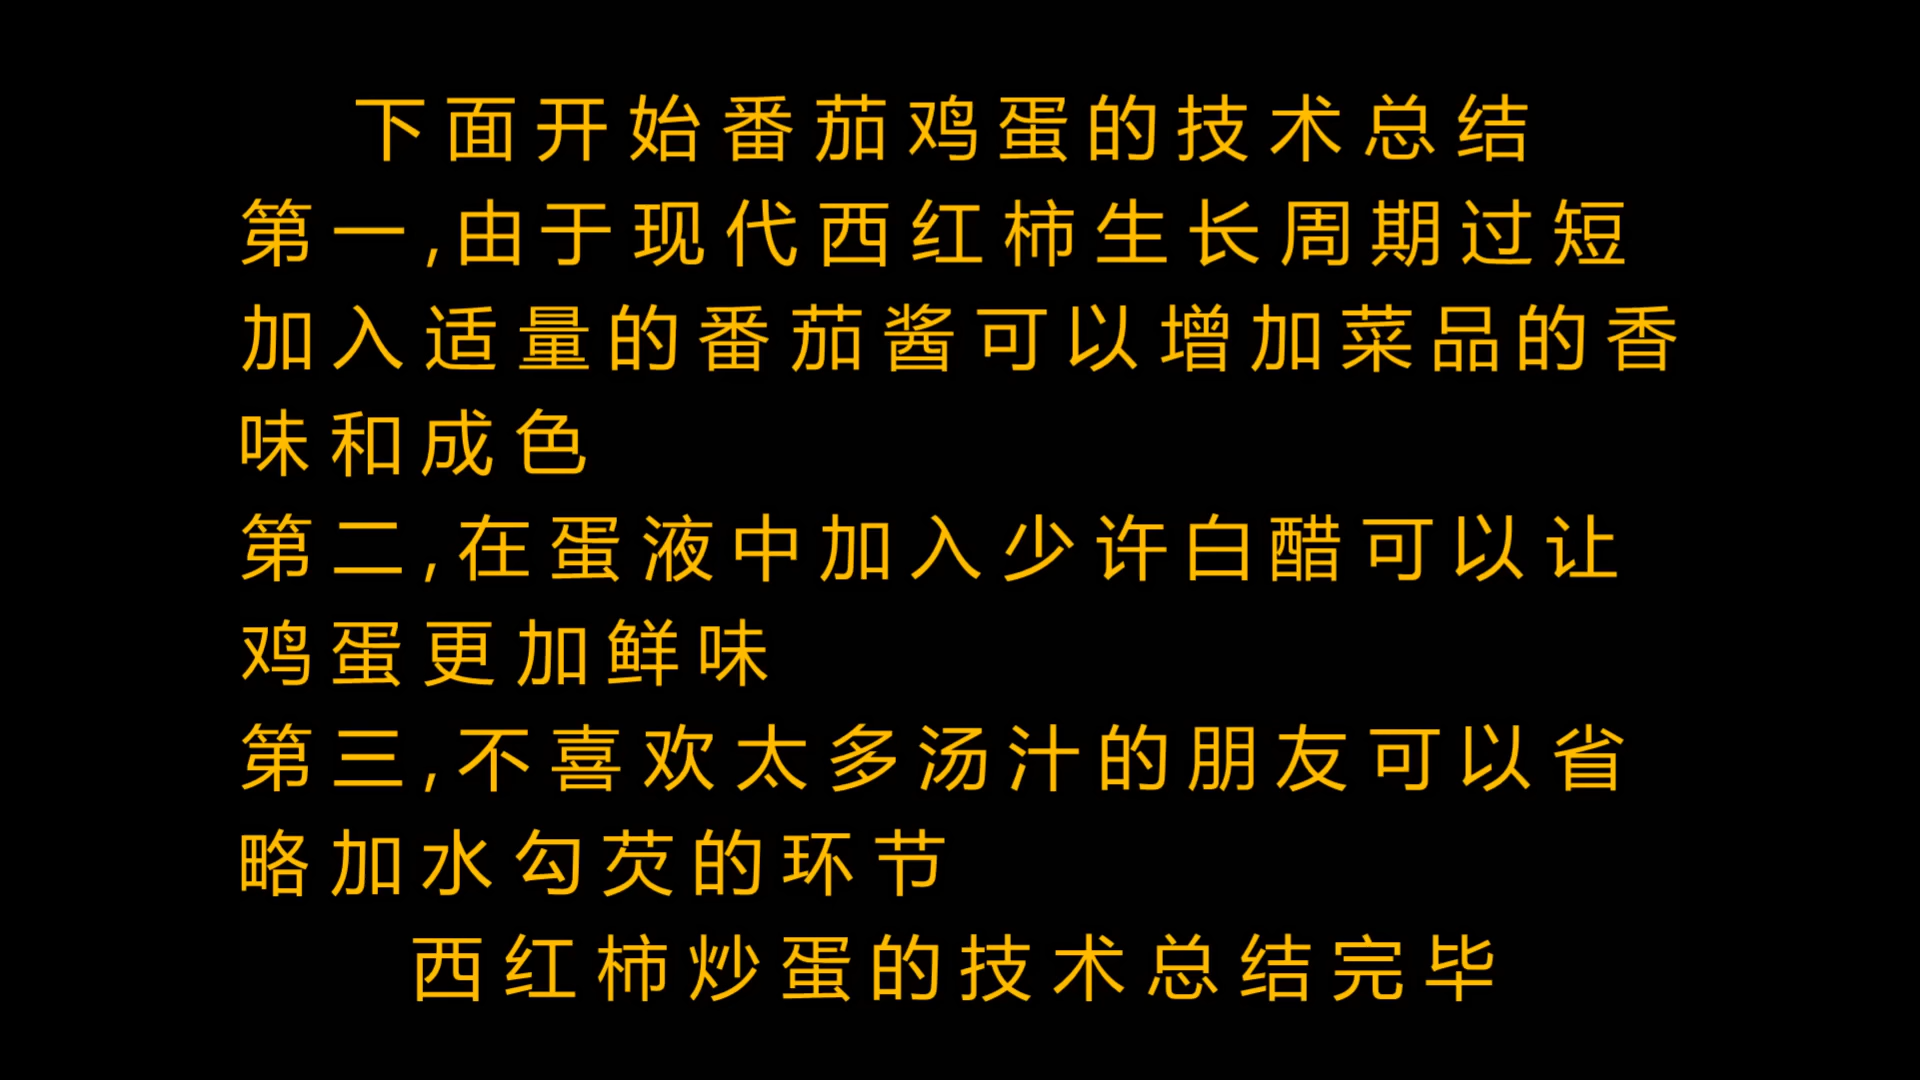 下面开始番茄鸡蛋的技术总结
第一,由于现代西红柿生长周期过短
加入适量的番茄酱可以增加菜品的香
味和成色
第二,在蛋液中加入少许白醋可以让
鸡蛋更加鲜味
第三,不喜欢太多汤汁的朋友可以省
略加水勾芡的环节
西红柿炒蛋的技术总结完毕